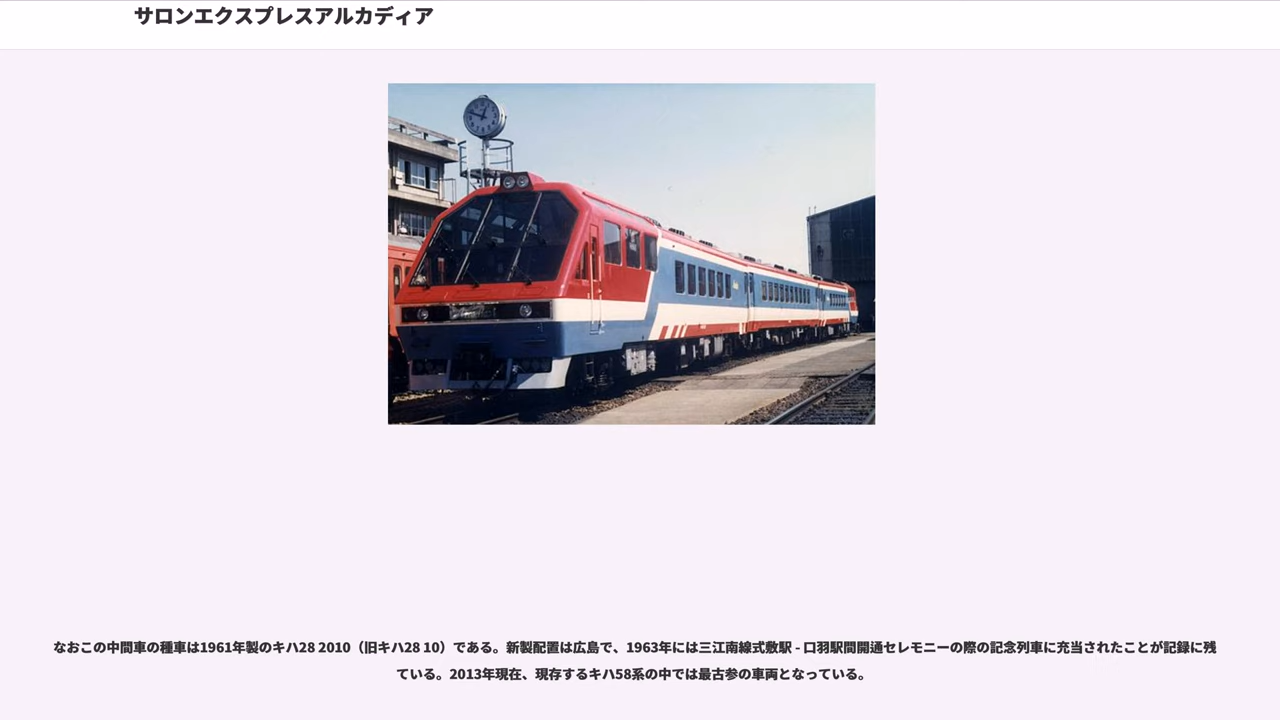 サロンエクスプレスアルカディア
なおこの中間車の種車は1961年製のキハ28 2010（旧キハ28 10）である。新製配置は広島で、1963年には三江南線式敷駅 - 口羽駅間開通セレモニーの際の記念列車に充当されたことが記録に残
ている。2013年現在、現存するキハ58系の中では最古参の車両となっている。